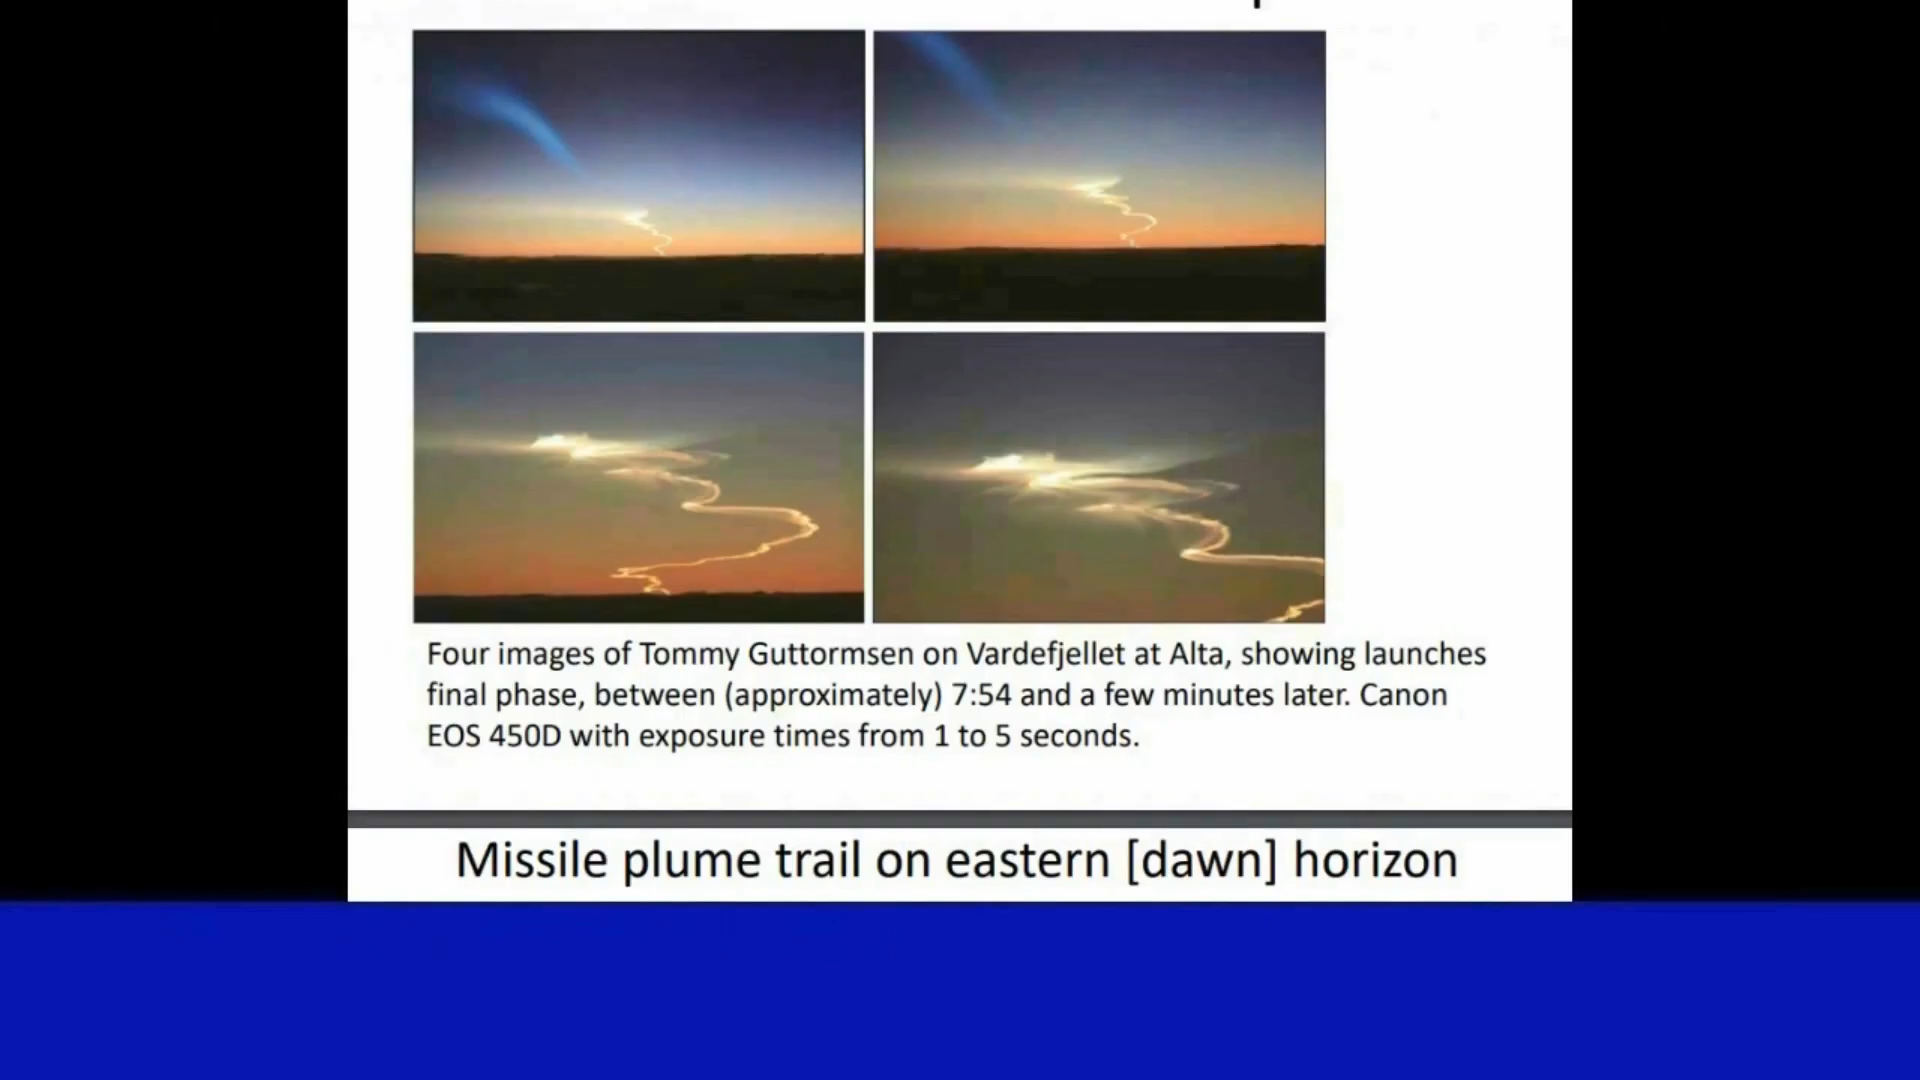 Four images of Tommy Guttormsen on Vardefjellet at Alta, showing launches
final phase, between (approximately) 7:54 and a few minutes later. Canon
EOS 450D with exposure times from 1 to 5 seconds.
Missile plume trail on eastern [dawn] horizon